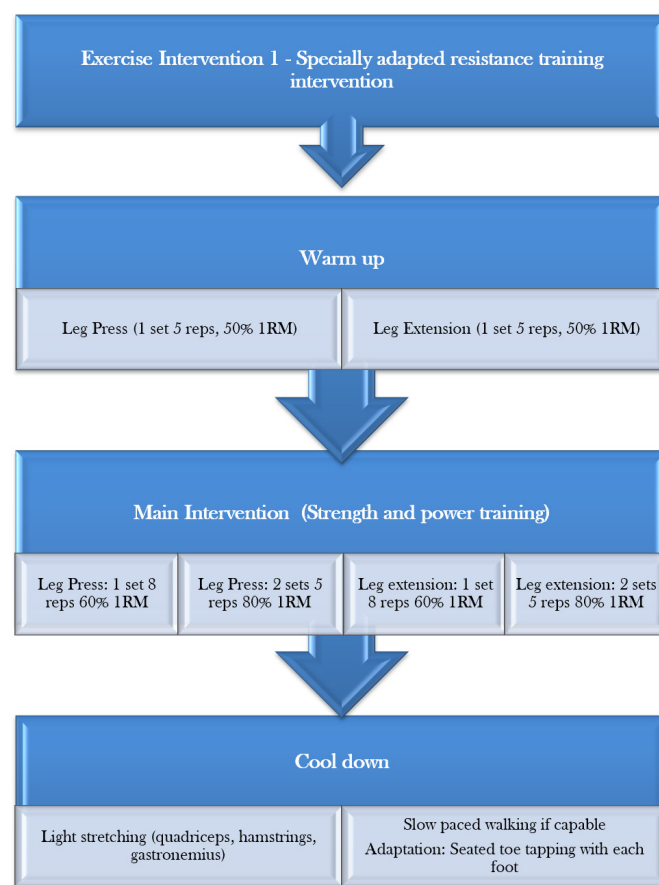 Exercise Intervention 1 - Specially adapted resistance training
intervention
Warm up
Leg Press (1 set 5 reps, 50% 1RM)
Leg Extension (1 set 5 reps, 50% 1RM)
Main Intervention (Strength and power training)
Leg Press: 1 set 8
reps 60% 1RM
Leg Press: 2 sets 5
reps 80% 1RM
Leg extension: 1 set
8 reps 60% 1RM
Leg extension: 2 sets
5 reps 80% 1RM
Cool down
Light stretching (quadriceps, hamstrings,
gastronemius)
Slow paced walking if capable
Adaptation: Seated toe tapping with each
foot